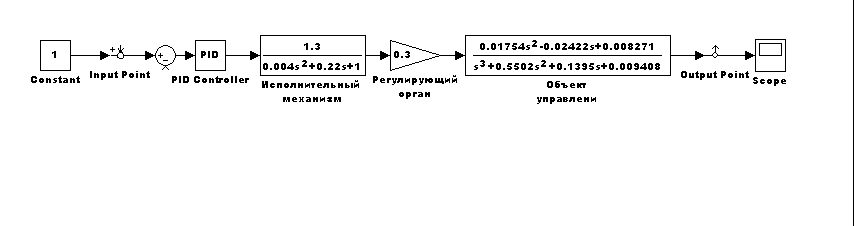 1
Constant
Input Point
PID
PID Controller
1.3
0.004s²+0.22s+1
Исполнительный
механизм
0.3
Регулирующий
орган
0.01754s²-0.02422s+0.008271
s³+0.5502s²+0.1395s+0.009408
Объект
управлени
Output Point
Scope